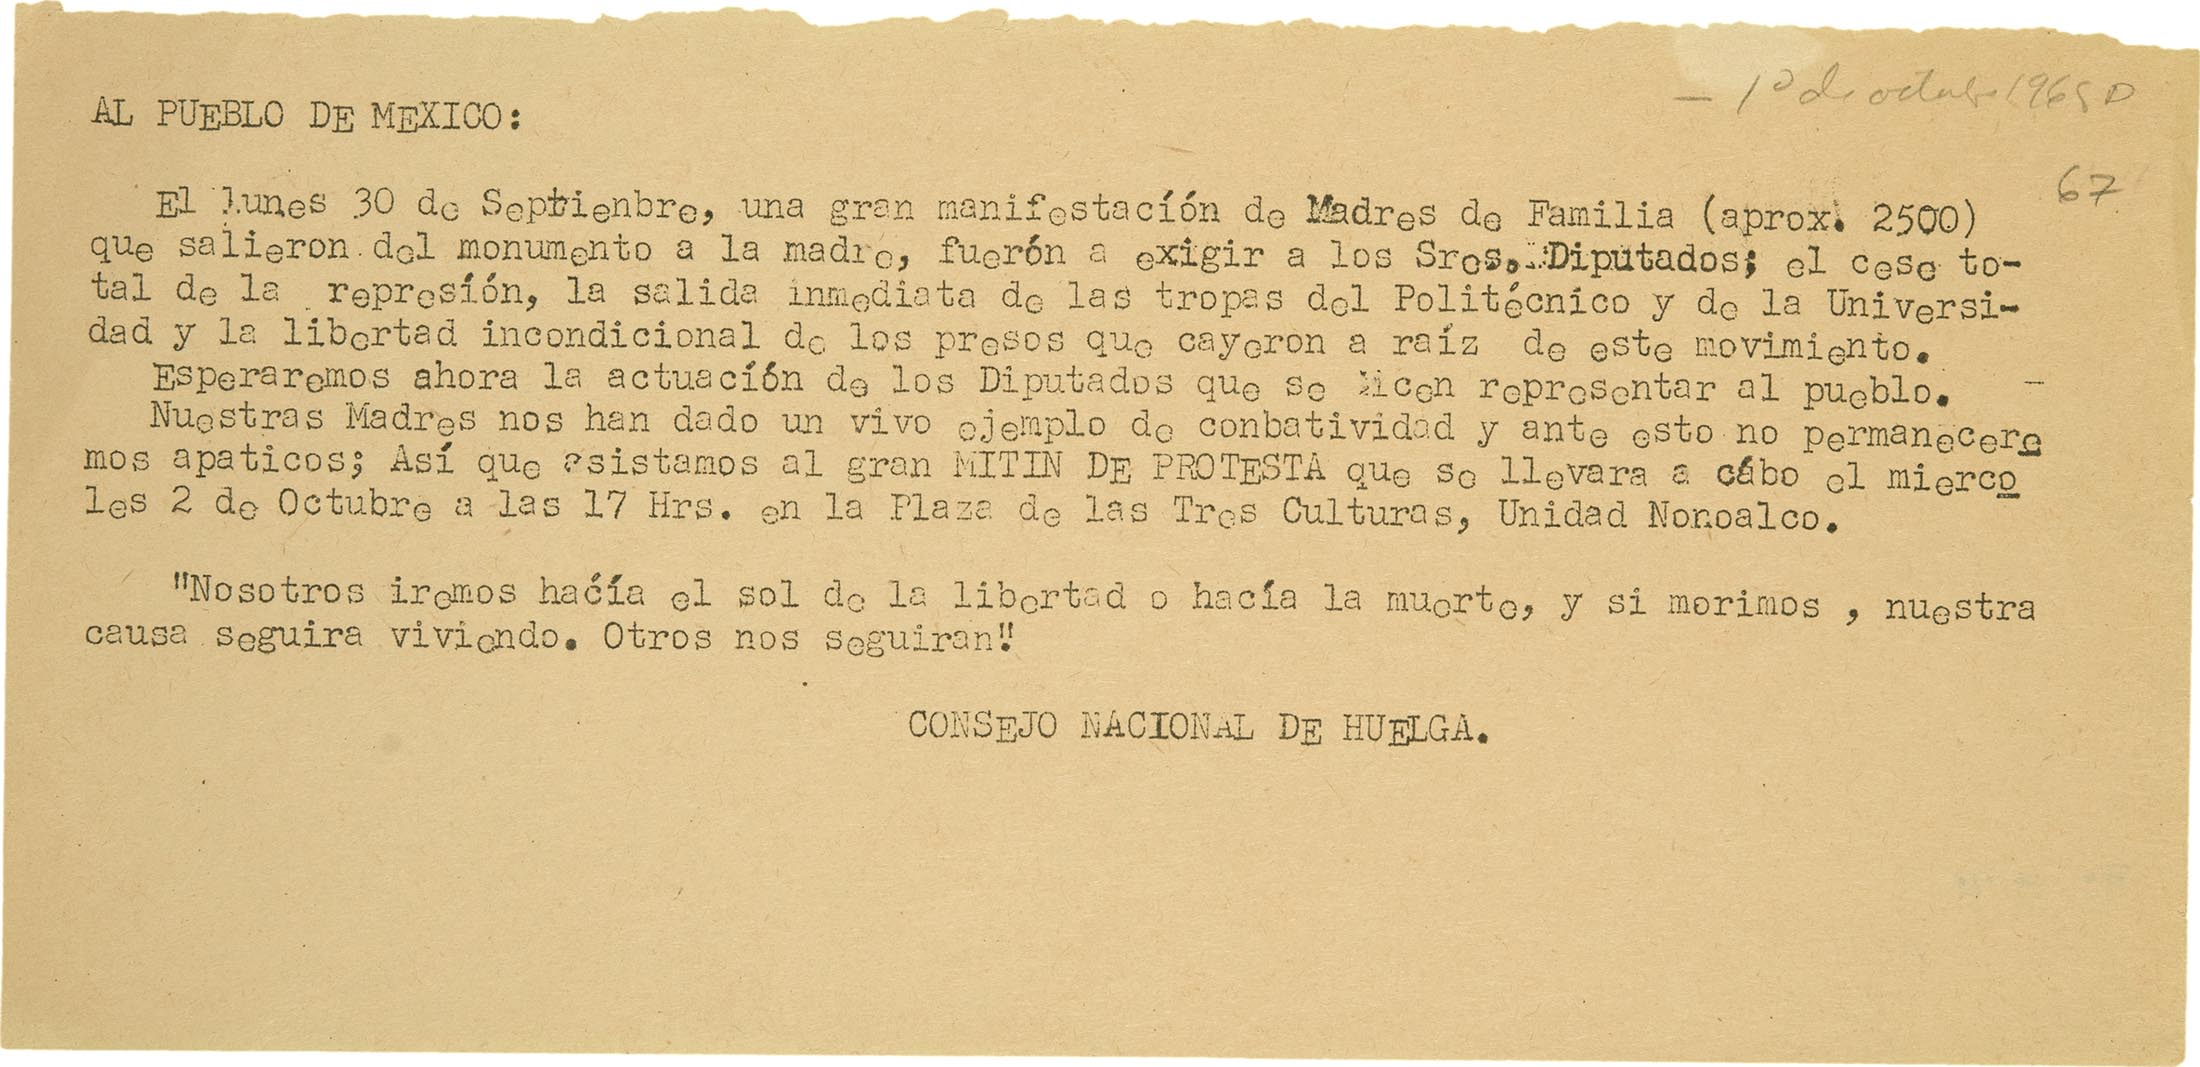 1º de octubre 1968
AL PUEBLO DE MEXICO:
67
El lunes 30 de Septienbre, una gran manifestacíón de Madres de Familia (aprox. 2500)
que salieron del monumento a la madre, fuerón a exigir a los Sres. Diputados; el cese to-
tal de la represíón, la salida inmediata de las tropas del Politécnico y de la Universi-
dad y la libertad incondicional de los presos que cayeron a raíz de este movimiento.
Esperaremos ahora la actuacíón de los Diputados que se dicen representar al pueblo. -
Nuestras Madres nos han dado un vivo ejemplo de conbatividad y ante esto no permanecere
mos apaticos; Así que asistamos al gran MITIN DE PROTESTA que se llevara a cábo el mierco
les 2 de Octubre a las 17 Hrs. en la Plaza de las Tres Culturas, Unidad Nonoalco.
"Nosotros iremos hacíía el sol de la libertad o hacía la muerte, y si morimos , nuestra
causa seguira viviendo. Otros nos seguiran"
CONSEJO NACIONAL DE HUELGA.